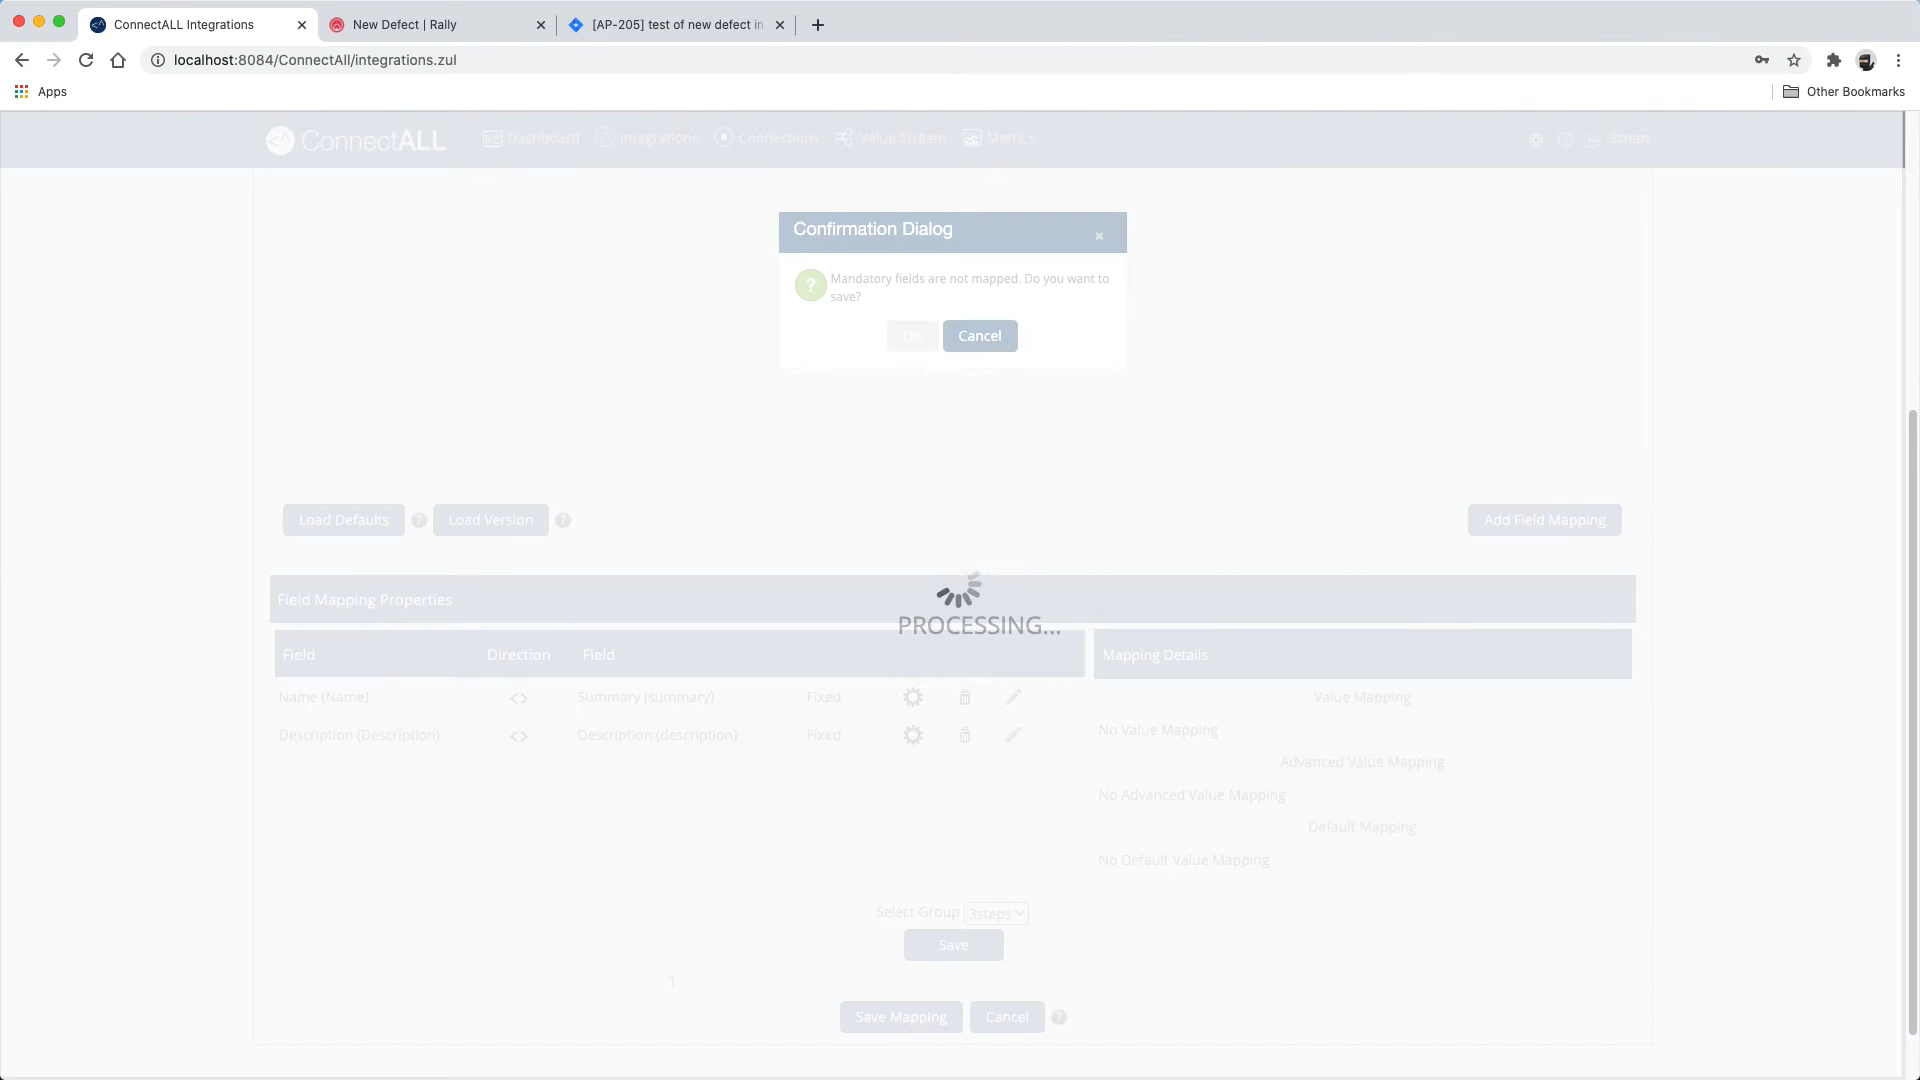 ConnectALL Integrations
New Defect | Rally
[AP-205] test of new defect in
localhost:8084/ConnectAll/integrations.zul
Apps
Other Bookmarks
ConnectALL
Dashboard
Integrations
Connections
Value Stream
Metrics
3steps
Confirmation Dialog
Mandatory fields are not mapped. Do you want to
save?
OK
Cancel
Load Defaults
Load Version
Add Field Mapping
Field Mapping Properties
PROCESSING...
Field
Direction
Field
Mapping Details
Name (Name)
<>
Summary (summary)
Fixed
Value Mapping
No Value Mapping
Description (Description)
<>
Description (description)
Fixed
Advanced Value Mapping
No Advanced Value Mapping
Default Mapping
No Default Value Mapping
Select Group
3steps
Save
1
Save Mapping
Cancel